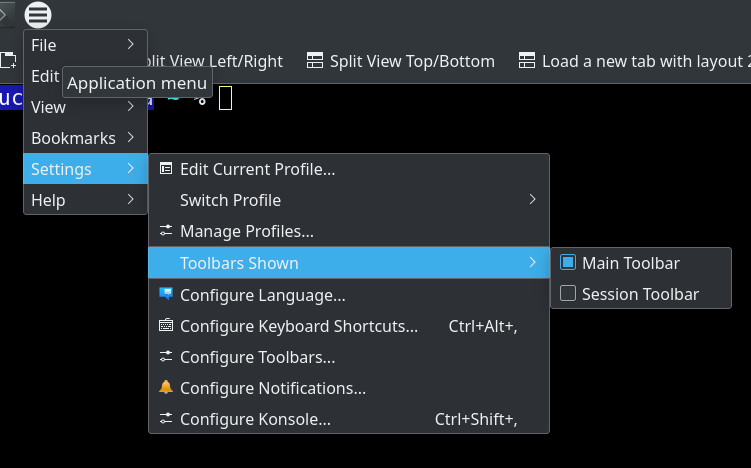 File
Split View Left/Right Split View Top/Bottom Load a new tab with layout 2
Edit
Application menu
View
%
Bookmarks
Settings
Edit Current Profile...
Help
Switch Profile
Manage Profiles...
Toolbars Shown
Main Toolbar
Configure Language...
Session Toolbar
Configure Keyboard Shortcuts... Ctrl+Alt+,
Configure Toolbars...
Configure Notifications...
Configure Konsole... Ctrl+Shift+,